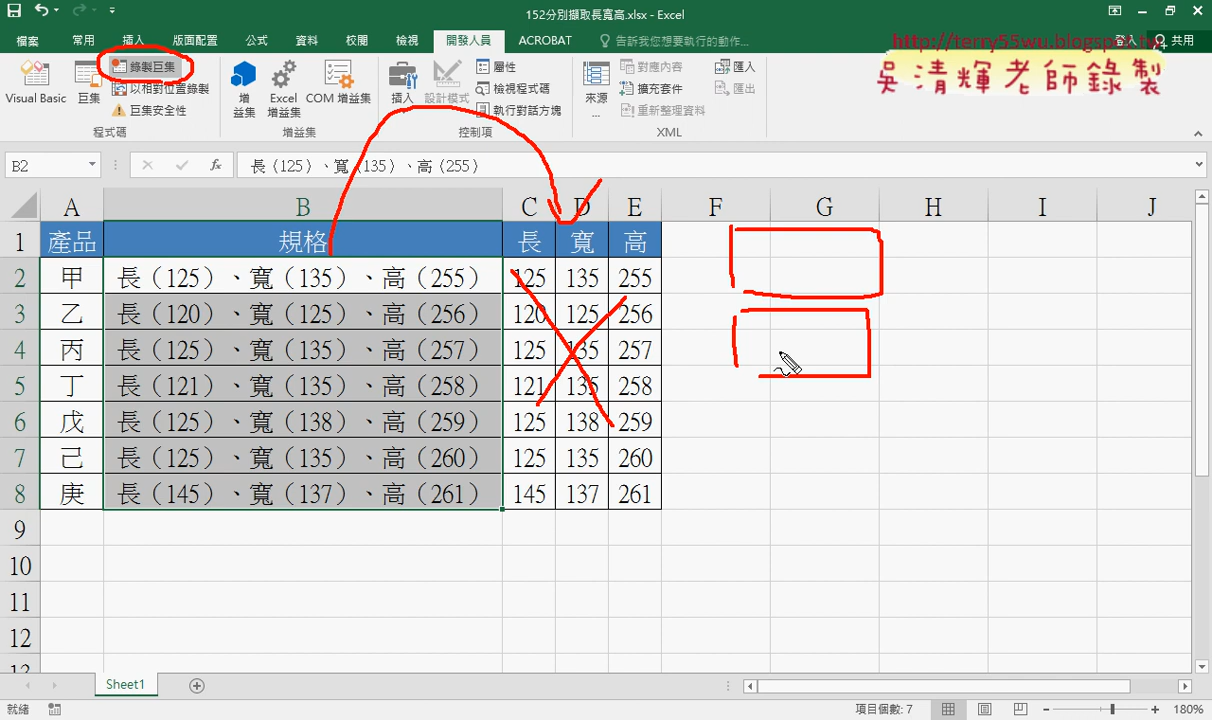 152分別擷取長寬高.xlsx - Excel
檔案 常用 插入 版面配置 公式 資料 校閱 檢視 開發人員 ACROBAT 告訴我您想要執行的動作... 登入 共用
http://terry55wu.blogspot.tw
吳清輝老師錄製
Visual Basic 巨集 錄製巨集 以相對位置錄製 巨集安全性
增益集 Excel 增益集 COM 增益集
插入 設計模式 屬性 檢視程式碼 執行對話方塊
來源... 對應內容 擴充套件 重新整理資料 匯入 匯出
程式碼 增益集 控制項 XML
B2 fx 長（125）、寬（135）、高（255）
A B C D E F G H I J
1 產品 規格 長 寬 高
2 甲 長（125）、寬（135）、高（255） 125 135 255
3 乙 長（120）、寬（125）、高（256） 120 125 256
4 丙 長（125）、寬（135）、高（257） 125 135 257
5 丁 長（121）、寬（135）、高（258） 121 135 258
6 戊 長（125）、寬（138）、高（259） 125 138 259
7 己 長（125）、寬（135）、高（260） 125 135 260
8 庚 長（145）、寬（137）、高（261） 145 137 261
9
10
11
12
13
Sheet1
就緒 項目個數: 7 180%